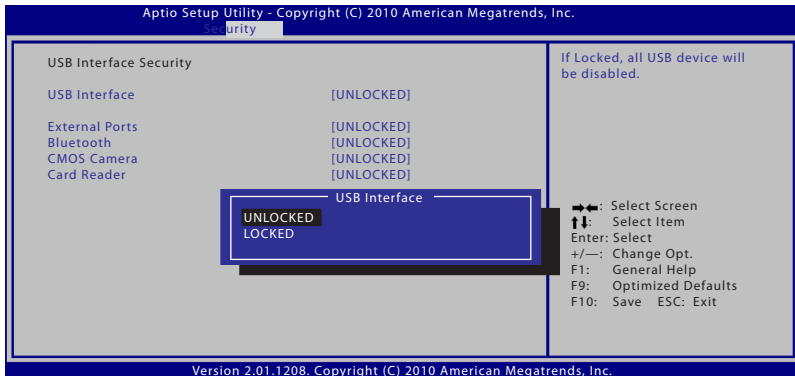 Aptio Setup Utility - Copyright (C) 2010 American Megatrends, Inc.
Security
USB Interface Security
USB Interface [UNLOCKED]
External Ports [UNLOCKED]
Bluetooth [UNLOCKED]
CMOS Camera [UNLOCKED]
Card Reader [UNLOCKED]
USB Interface
UNLOCKED
LOCKED
If Locked, all USB device will
be disabled.
→←: Select Screen
↑↓: Select Item
Enter: Select
+/—: Change Opt.
F1: General Help
F9: Optimized Defaults
F10: Save ESC: Exit
Version 2.01.1208. Copyright (C) 2010 American Megatrends, Inc.